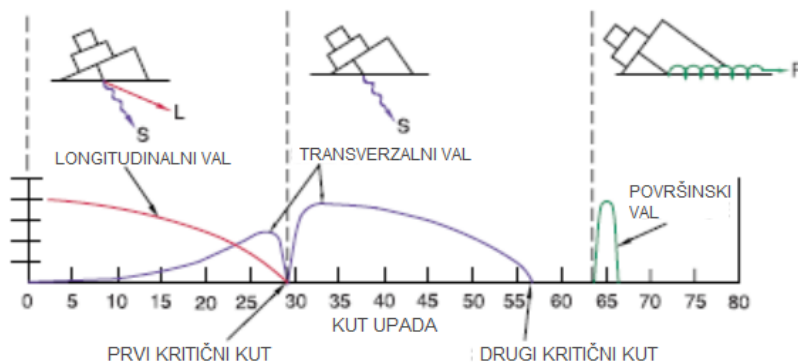 L
S
S
R
LONGITUDINALNI VAL
TRANSVERZALNI VAL
POVRŠINSKI
VAL
0 5 10 15 20 25 30 35 40 45 50 55 60 65 70 75 80
29
KUT UPADA
PRVI KRITIČNI KUT
DRUGI KRITIČNI KUT